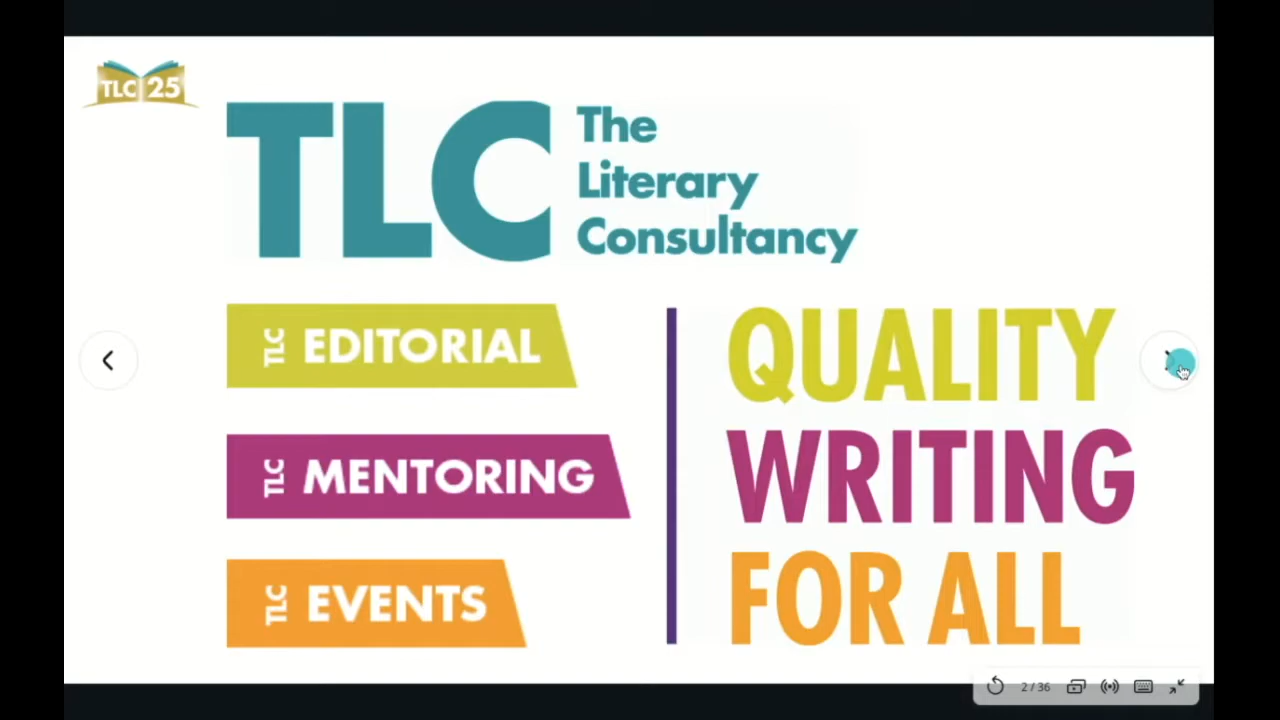 TLC 25
TLC
The
Literary
Consultancy
TLC EDITORIAL
TLC MENTORING
TLC EVENTS
QUALITY
WRITING
FOR ALL
2 / 36